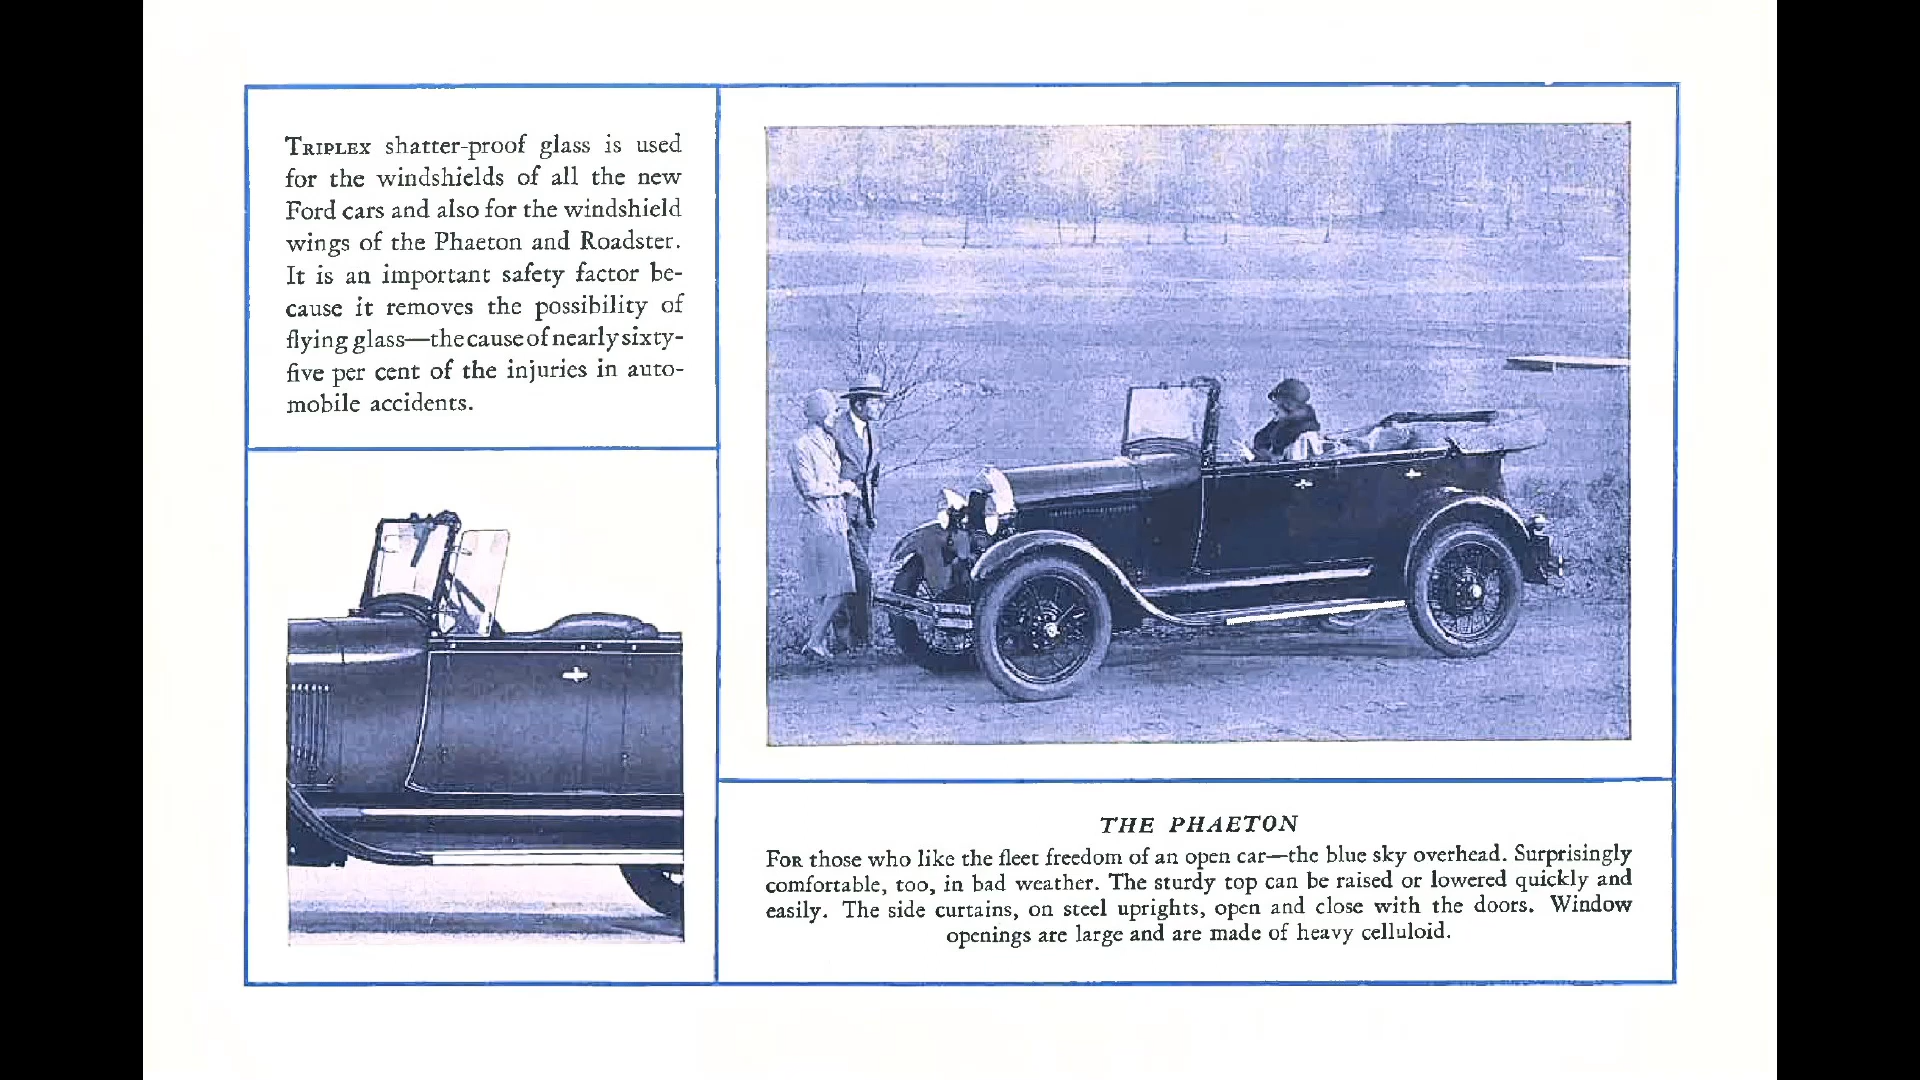 TRIPLEX shatter-proof glass is used
for the windshields of all the new
Ford cars and also for the windshield
wings of the Phaeton and Roadster.
It is an important safety factor be-
cause it removes the possibility of
flying glass—the cause of nearly sixty-
five per cent of the injuries in auto-
mobile accidents.
THE PHAETON
FOR those who like the fleet freedom of an open car—the blue sky overhead. Surprisingly
comfortable, too, in bad weather. The sturdy top can be raised or lowered quickly and
easily. The side curtains, on steel uprights, open and close with the doors. Window
openings are large and are made of heavy celluloid.